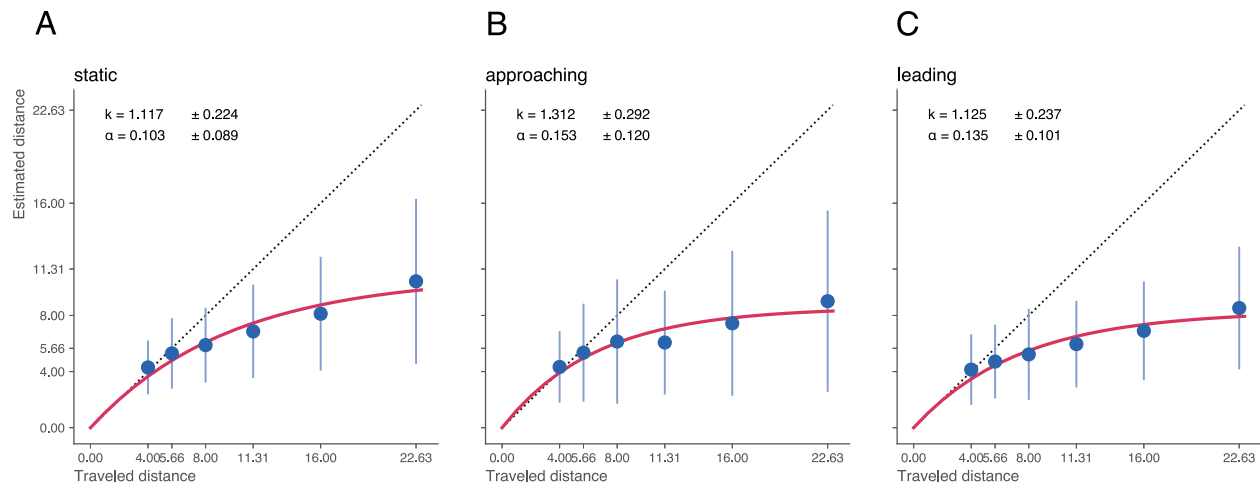 A
static
k = 1.117 ± 0.224
α = 0.103 ± 0.089
Estimated distance
22.63
16.00
11.31
8.00
5.66
4.00
0.00
0.00 4.00 5.66 8.00 11.31 16.00 22.63
Traveled distance
B
approaching
k = 1.312 ± 0.292
α = 0.153 ± 0.120
0.00 4.00 5.66 8.00 11.31 16.00 22.63
Traveled distance
C
leading
k = 1.125 ± 0.237
α = 0.135 ± 0.101
0.00 4.00 5.66 8.00 11.31 16.00 22.63
Traveled distance